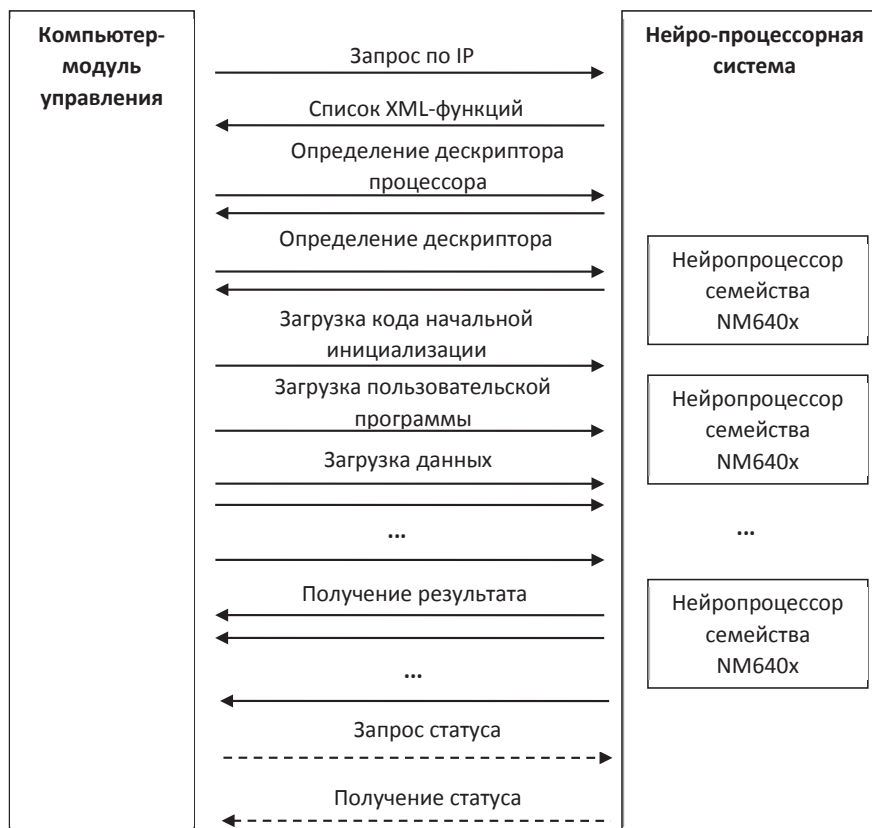 Компьютер-
модуль
управления
Нейро-процессорная
система
Запрос по IP
Список XML-функций
Определение дескриптора
процессора
Определение дескриптора
Нейропроцессор
семейства
NM640x
Загрузка кода начальной
инициализации
Загрузка пользовательской
программы
Нейропроцессор
семейства
NM640x
Загрузка данных
...
...
Получение результата
Нейропроцессор
семейства
NM640x
...
Запрос статуса
Получение статуса